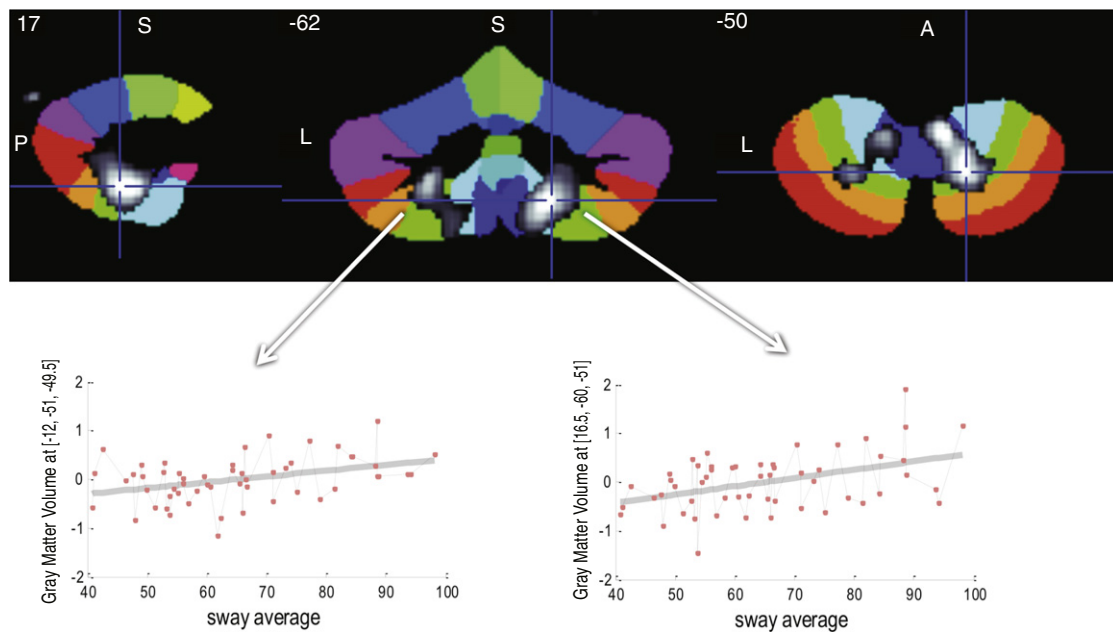 17
S
-62
S
-50
A
P
L
L
Gray Matter Volume at [-12, -51, -49.5]
2
1
0
-1
-2
40 50 60 70 80 90 100
sway average
Gray Matter Volume at [16.5, -60, -51]
2
1
0
-1
-2
40 50 60 70 80 90 100
sway average